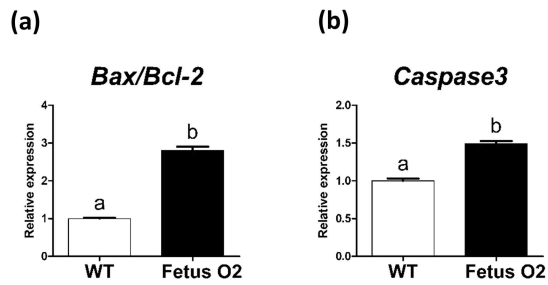 (a)
Bax/Bcl-2
Relative expression
4
3
2
1
0
a
b
WT
Fetus O2
(b)
Caspase3
Relative expression
2.0
1.5
1.0
0.5
0.0
a
b
WT
Fetus O2